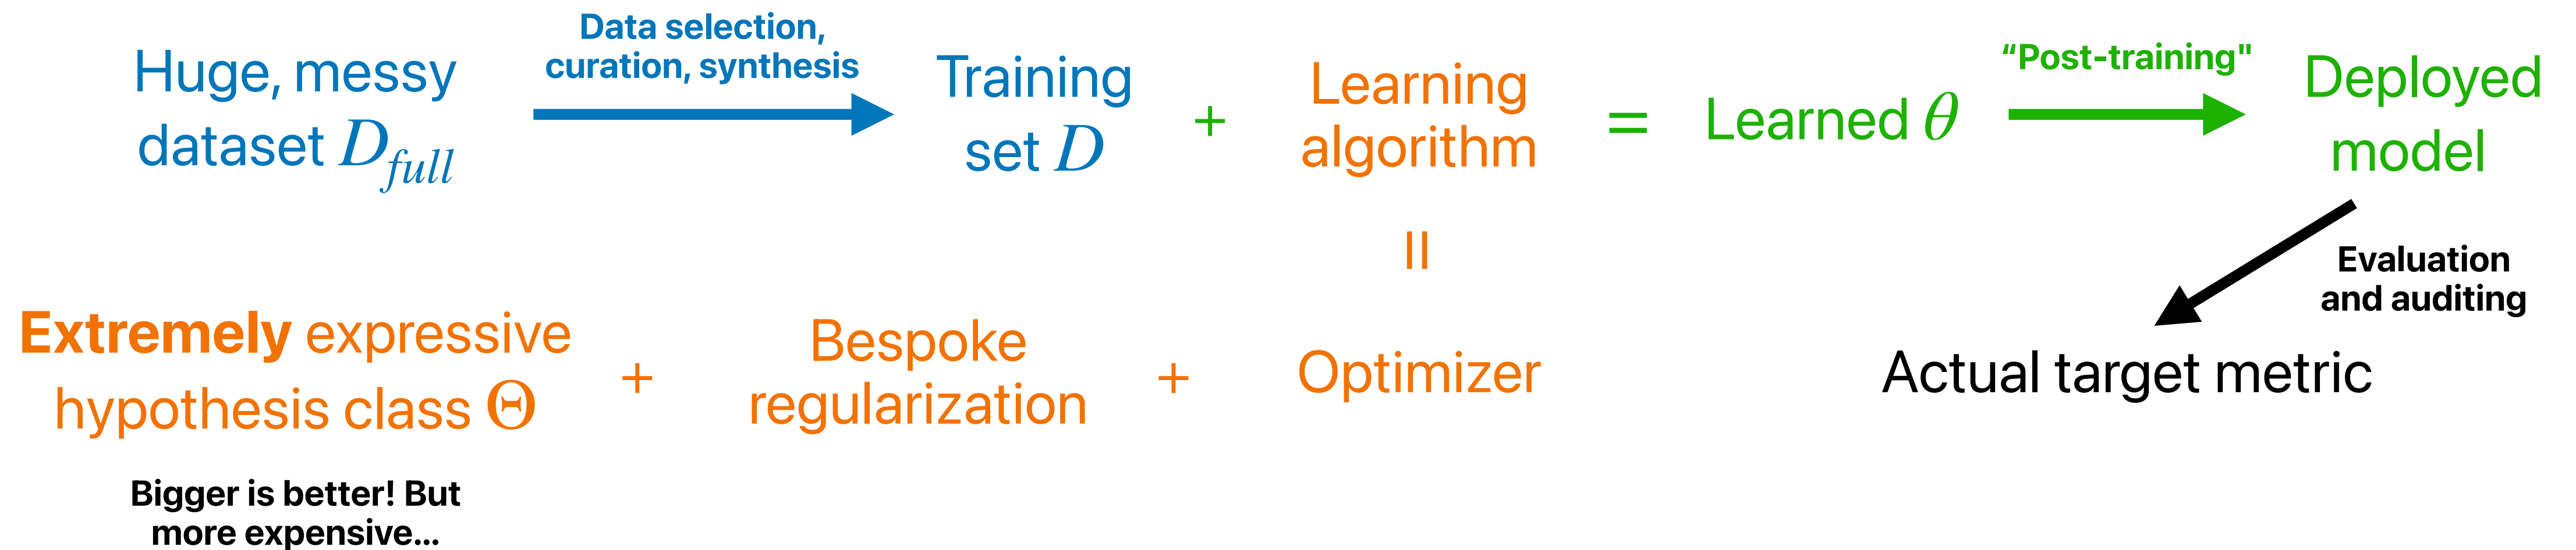 Huge, messy
dataset D_full
Data selection,
curation, synthesis
Training
set D
+
Learning
algorithm
=
Learned θ
“Post-training"
Deployed
model
=
Evaluation
and auditing
Actual target metric
Extremely expressive
hypothesis class Θ
+
Bespoke
regularization
+
Optimizer
Bigger is better! But
more expensive...